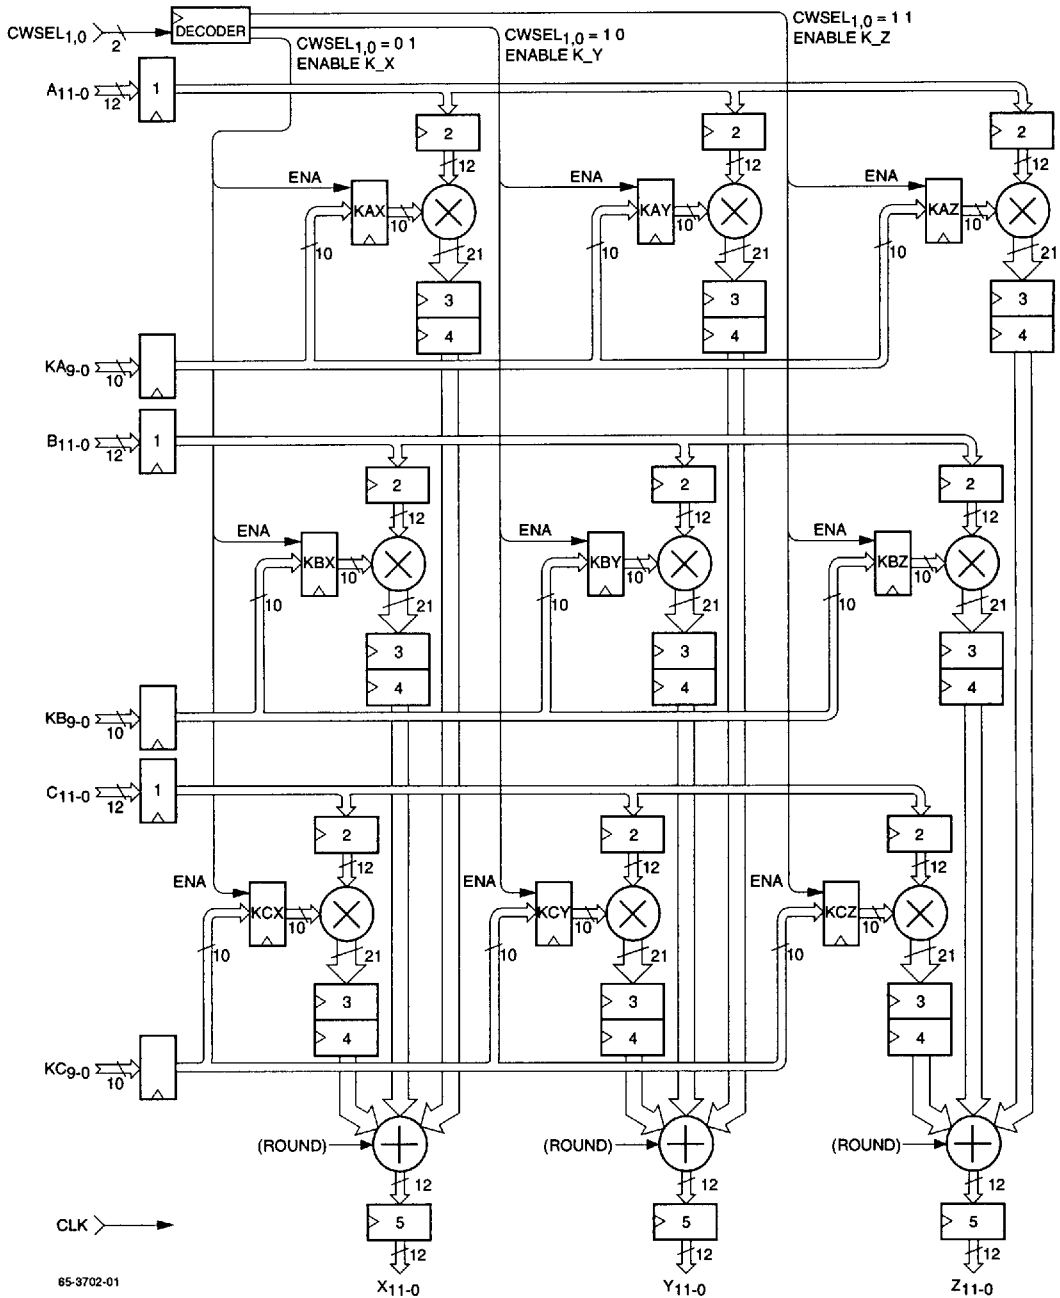 CWSEL1,0
2
DECODER
CWSEL1,0 = 0 1
ENABLE K_X
CWSEL1,0 = 1 0
ENABLE K_Y
CWSEL1,0 = 1 1
ENABLE K_Z
A11-0
12
1
2
2
2
12
12
12
ENA
KAX
10
ENA
KAY
10
ENA
KAZ
10
10
21
10
21
10
21
3
3
3
4
4
4
KA9-0
10
B11-0
12
1
2
2
2
12
12
12
ENA
KBX
10
ENA
KBY
10
ENA
KBZ
10
10
21
10
21
10
21
3
3
3
4
4
4
KB9-0
10
C11-0
12
1
2
2
2
12
12
12
ENA
KCX
10
ENA
KCY
10
ENA
KCZ
10
10
21
10
21
10
21
3
3
3
4
4
4
KC9-0
10
(ROUND)
(ROUND)
(ROUND)
12
12
12
CLK
5
5
5
12
12
12
65-3702-01
X11-0
Y11-0
Z11-0